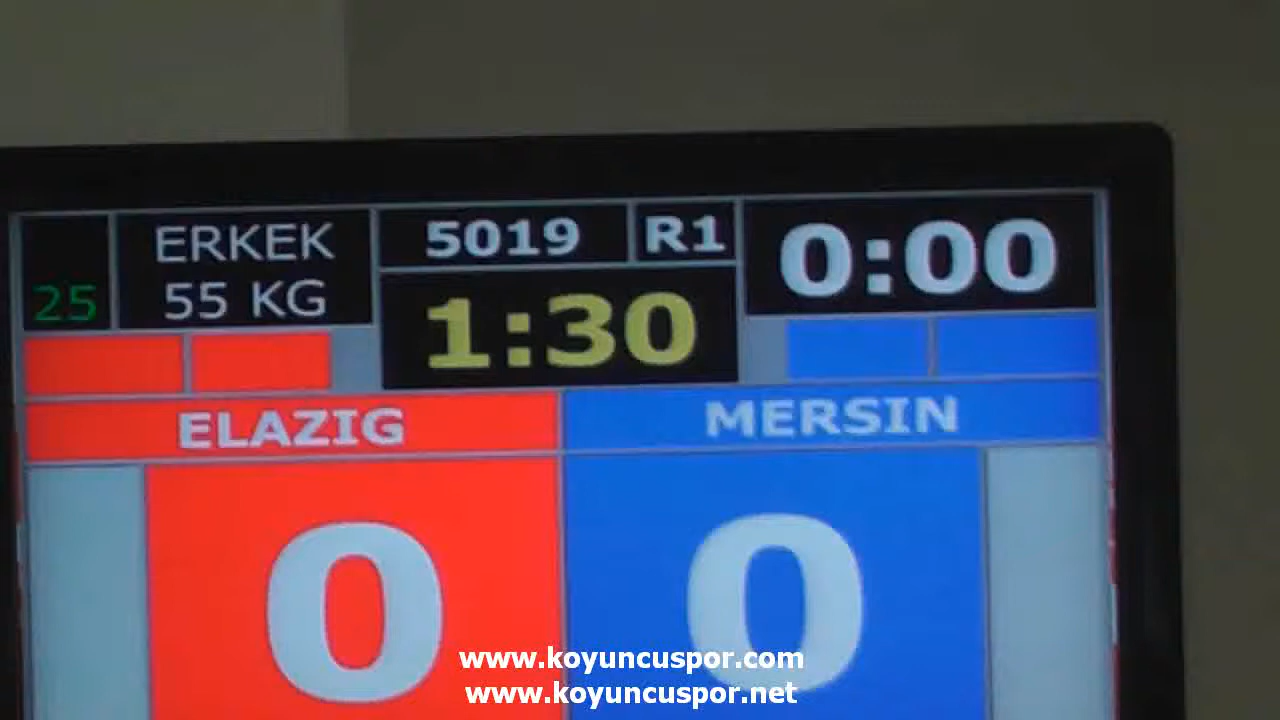 25
ERKEK
55 KG
5019
R1
0:00
1:30
ELAZIG
MERSIN
0
0
www.koyuncuspor.com
www.koyuncuspor.net